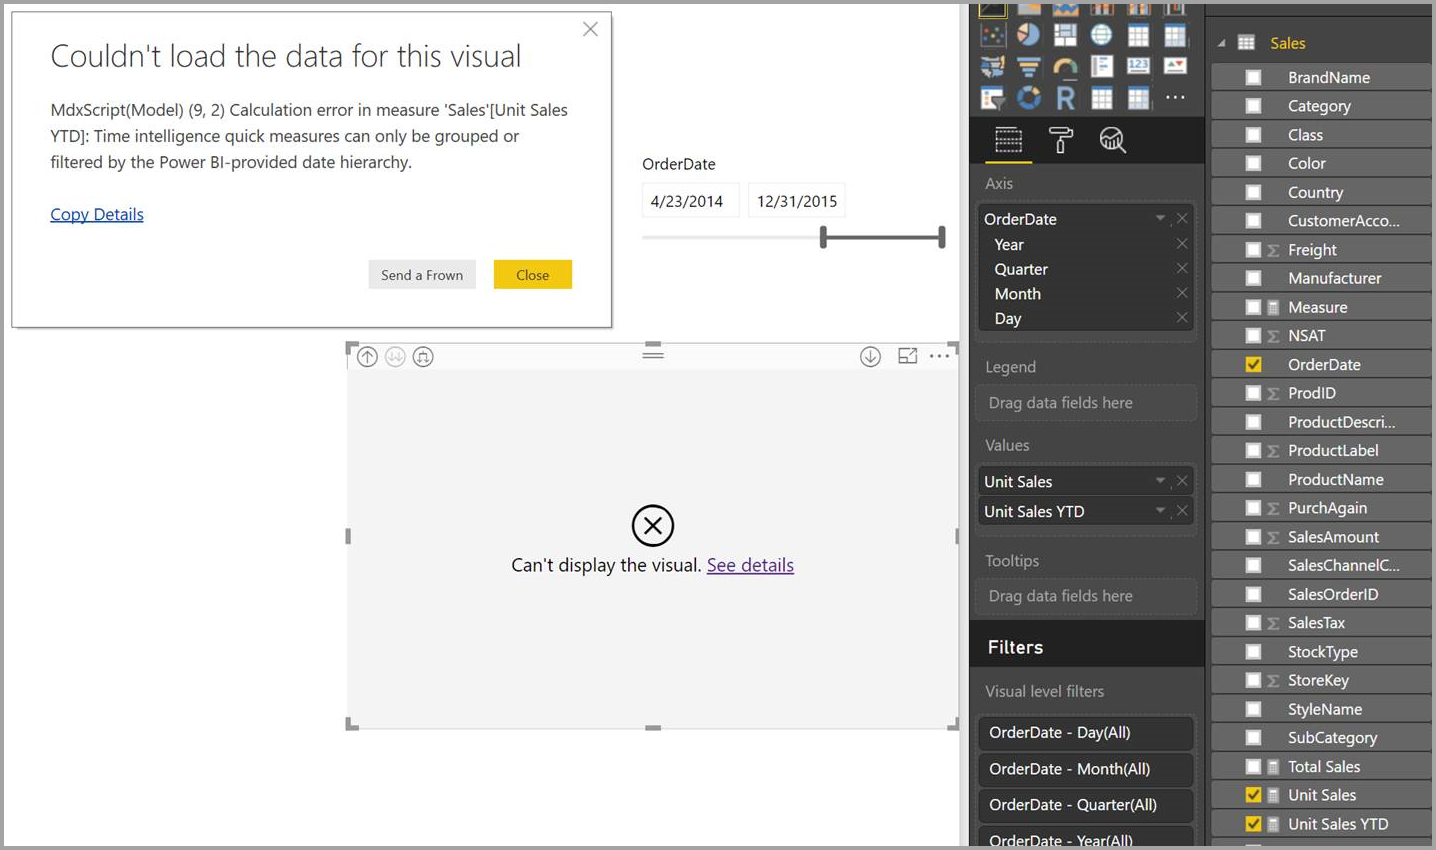 Couldn't load the data for this visual
MdxScript(Model) (9, 2) Calculation error in measure 'Sales'[Unit Sales
YTD]: Time intelligence quick measures can only be grouped or
filtered by the Power BI-provided date hierarchy.
Copy Details
Send a Frown
Close
OrderDate
4/23/2014
12/31/2015
Can't display the visual. See details
R
123
Axis
OrderDate
Year
Quarter
Month
Day
Legend
Drag data fields here
Values
Unit Sales
Unit Sales YTD
Tooltips
Drag data fields here
Filters
Visual level filters
OrderDate - Day(All)
OrderDate - Month(All)
OrderDate - Quarter(All)
OrderDate - Year(All)
Sales
BrandName
Category
Class
Color
Country
CustomerAcco...
Σ Freight
Manufacturer
Measure
Σ NSAT
OrderDate
Σ ProdID
ProductDescri...
Σ ProductLabel
ProductName
Σ PurchAgain
Σ SalesAmount
SalesChannelC...
SalesOrderID
Σ SalesTax
StockType
Σ StoreKey
StyleName
SubCategory
Total Sales
Unit Sales
Unit Sales YTD